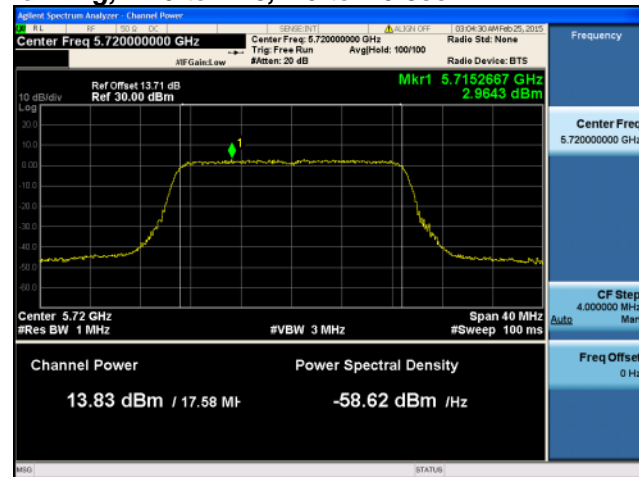 Agilent Spectrum Analyzer - Channel Power
RL RF 50 Ω DC SENSE:INT ALIGN OFF 03:04:30 AM Feb 25, 2015
Center Freq 5.720000000 GHz
Center Freq: 5.720000000 GHz Radio Std: None
Trig: Free Run Avg|Hold: 100/100
#IFGain:Low #Atten: 20 dB Radio Device: BTS
Frequency
Ref Offset 13.71 dB
10 dB/div Ref 30.00 dBm
Mkr1 5.7152667 GHz
2.9643 dBm
Log
20.0
10.0
1
0.00
-10.0
-20.0
-30.0
-40.0
-50.0
-60.0
Center Freq
5.720000000 GHz
Center 5.72 GHz Span 40 MHz
#Res BW 1 MHz #VBW 3 MHz #Sweep 100 ms
CF Step
4.000000 MHz
Auto Man
Channel Power Power Spectral Density
13.83 dBm / 17.58 MH -58.62 dBm /Hz
Freq Offset
0 Hz
MSG STATUS